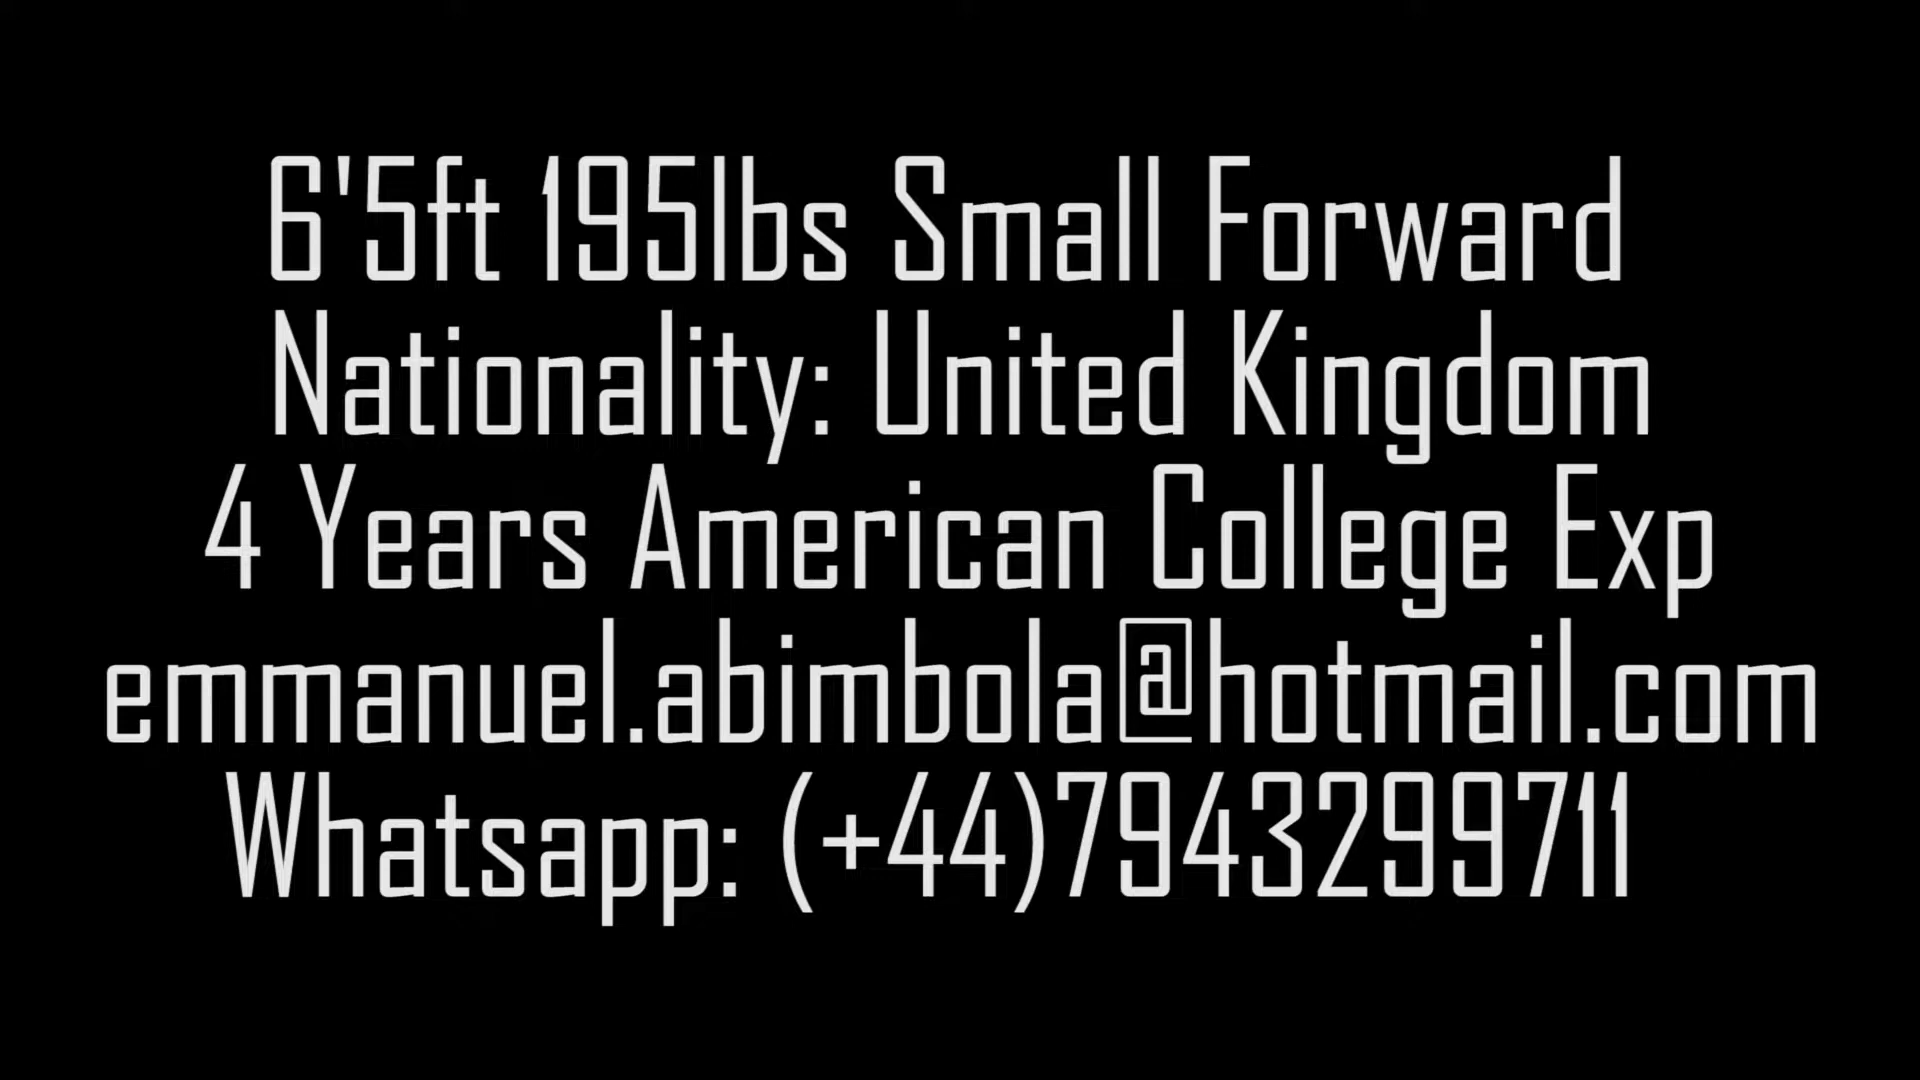 6'5ft 195lbs Small Forward
Nationality: United Kingdom
4 Years American College Exp
emmanuel.abimbola@hotmail.com
Whatsapp: (+44)7943299711